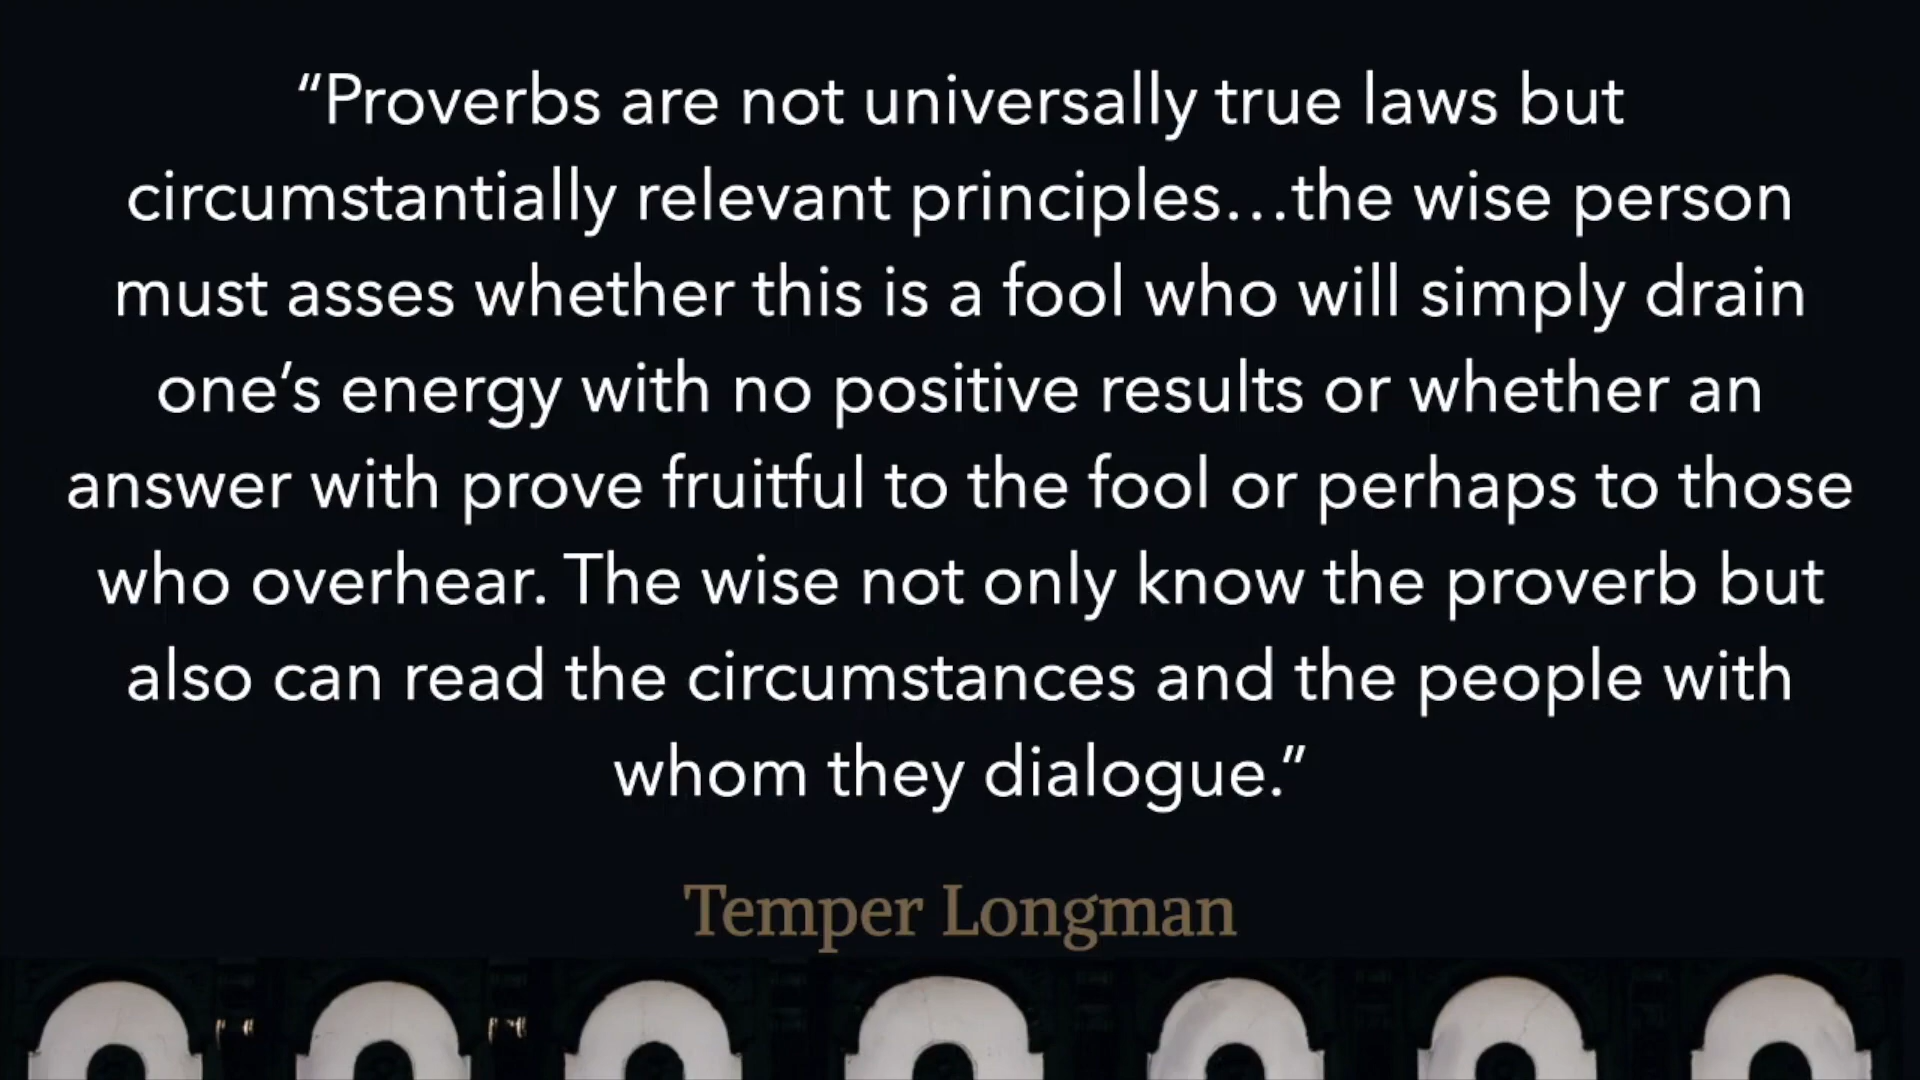 “Proverbs are not universally true laws but
circumstantially relevant principles…the wise person
must asses whether this is a fool who will simply drain
one’s energy with no positive results or whether an
answer with prove fruitful to the fool or perhaps to those
who overhear. The wise not only know the proverb but
also can read the circumstances and the people with
whom they dialogue.”
Temper Longman